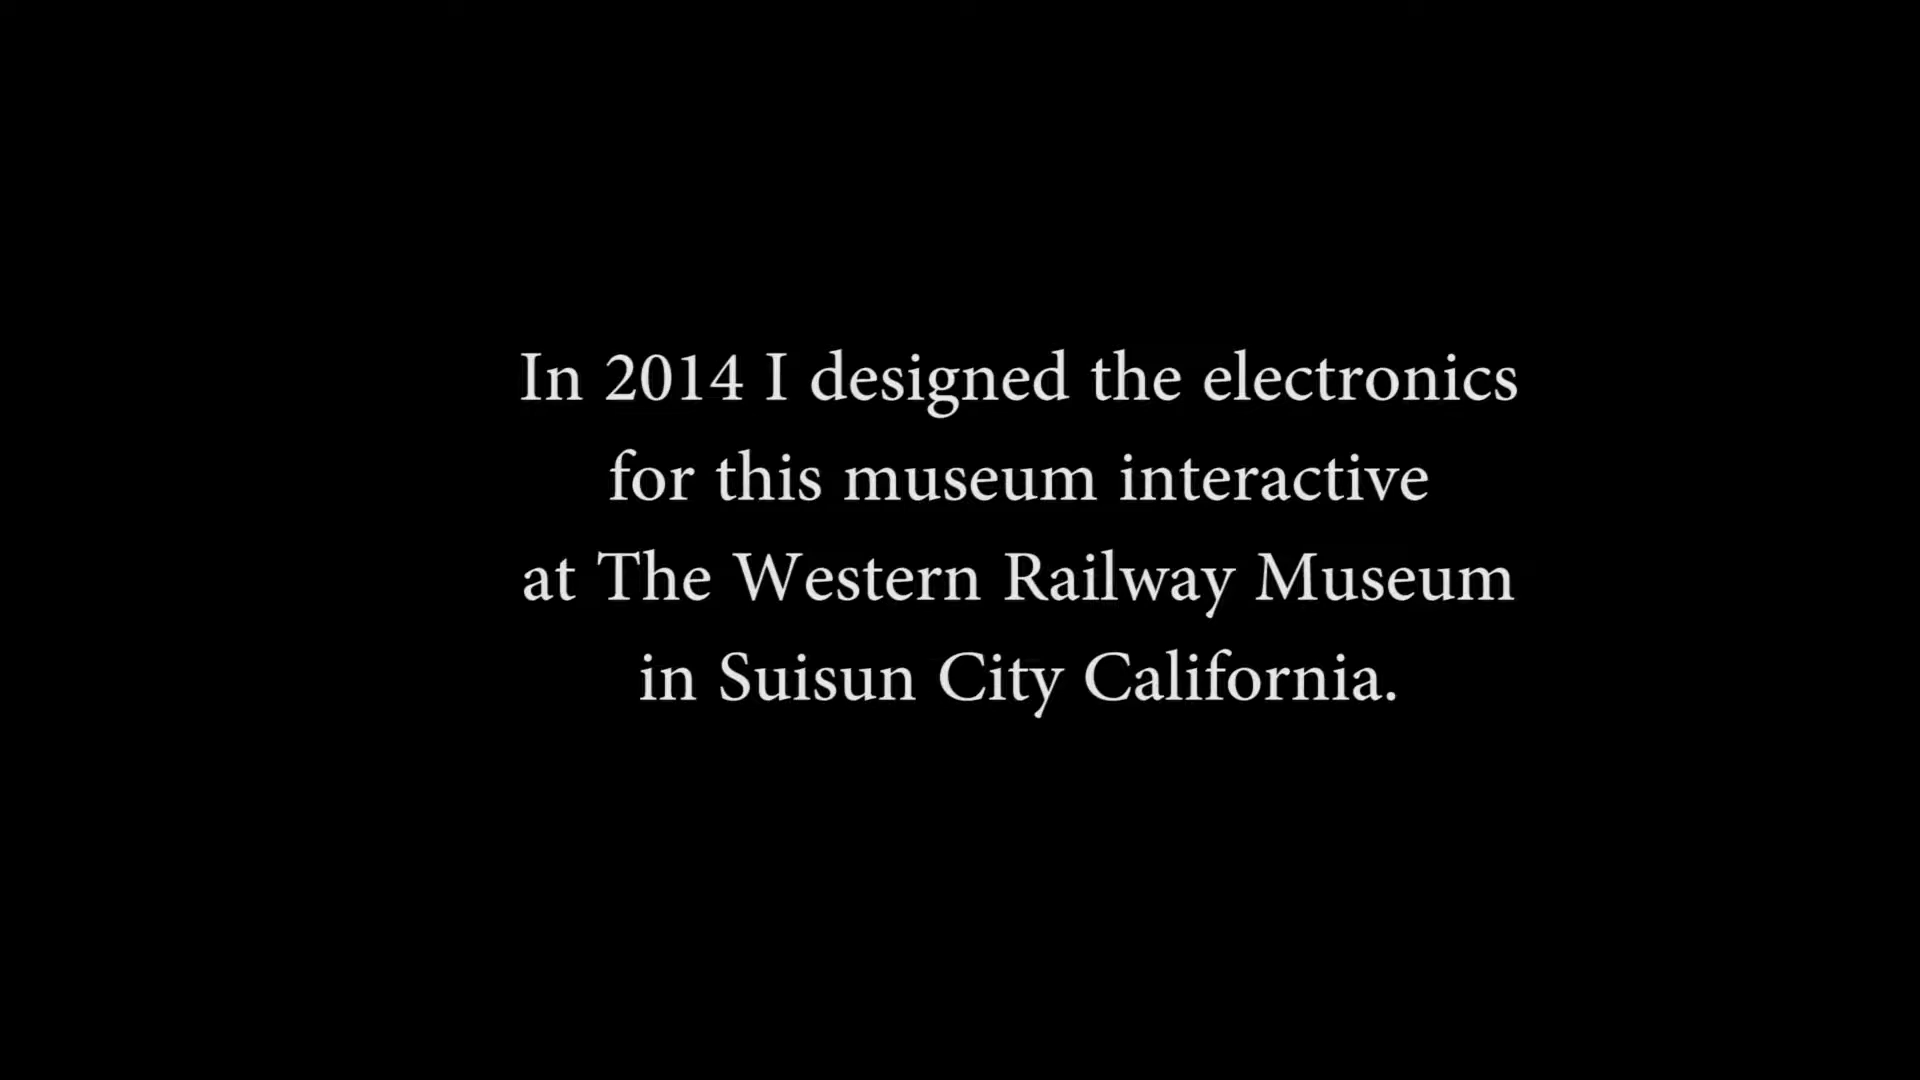 In 2014 I designed the electronics
for this museum interactive
at The Western Railway Museum
in Suisun City California.